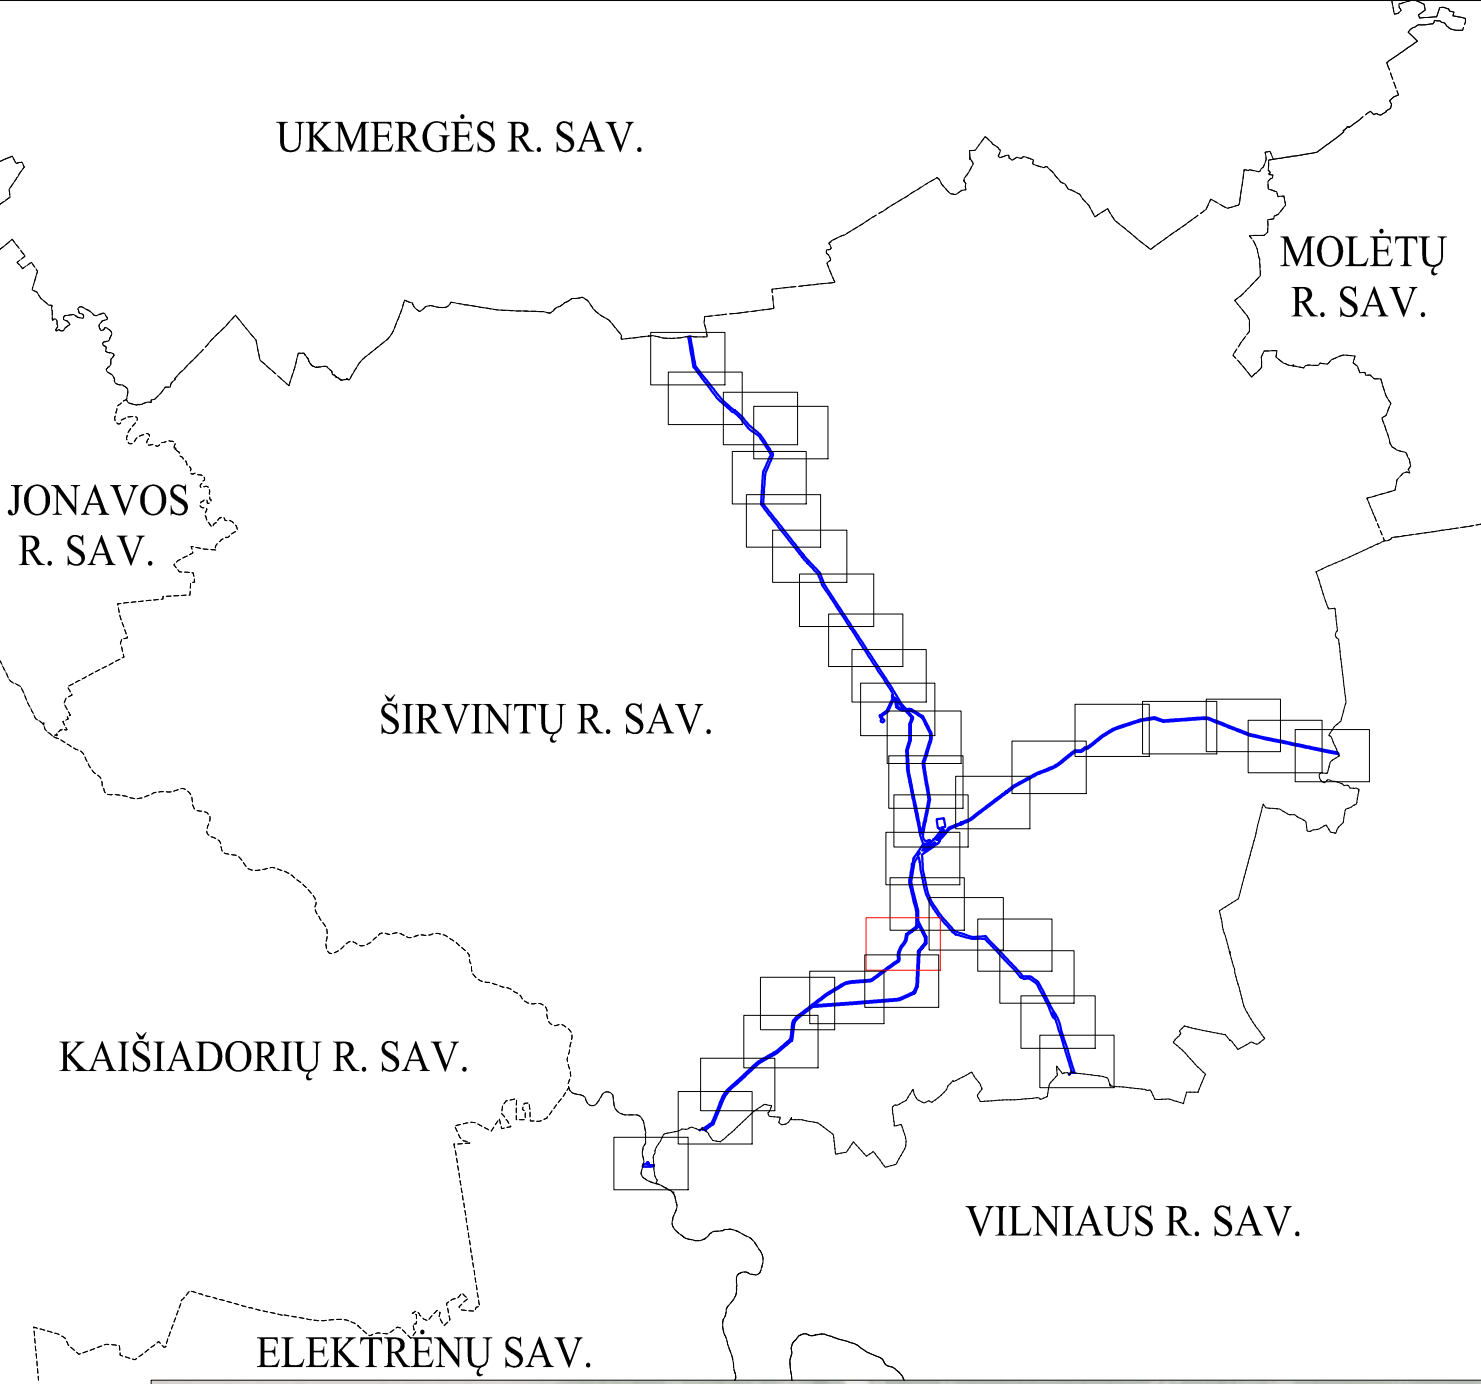 UKMERGĖS R. SAV.
MOLĖTŲ
R. SAV.
JONAVOS
R. SAV.
ŠIRVINTŲ R. SAV.
KAIŠIADORIŲ R. SAV.
VILNIAUS R. SAV.
ELEKTRĖNŲ SAV.